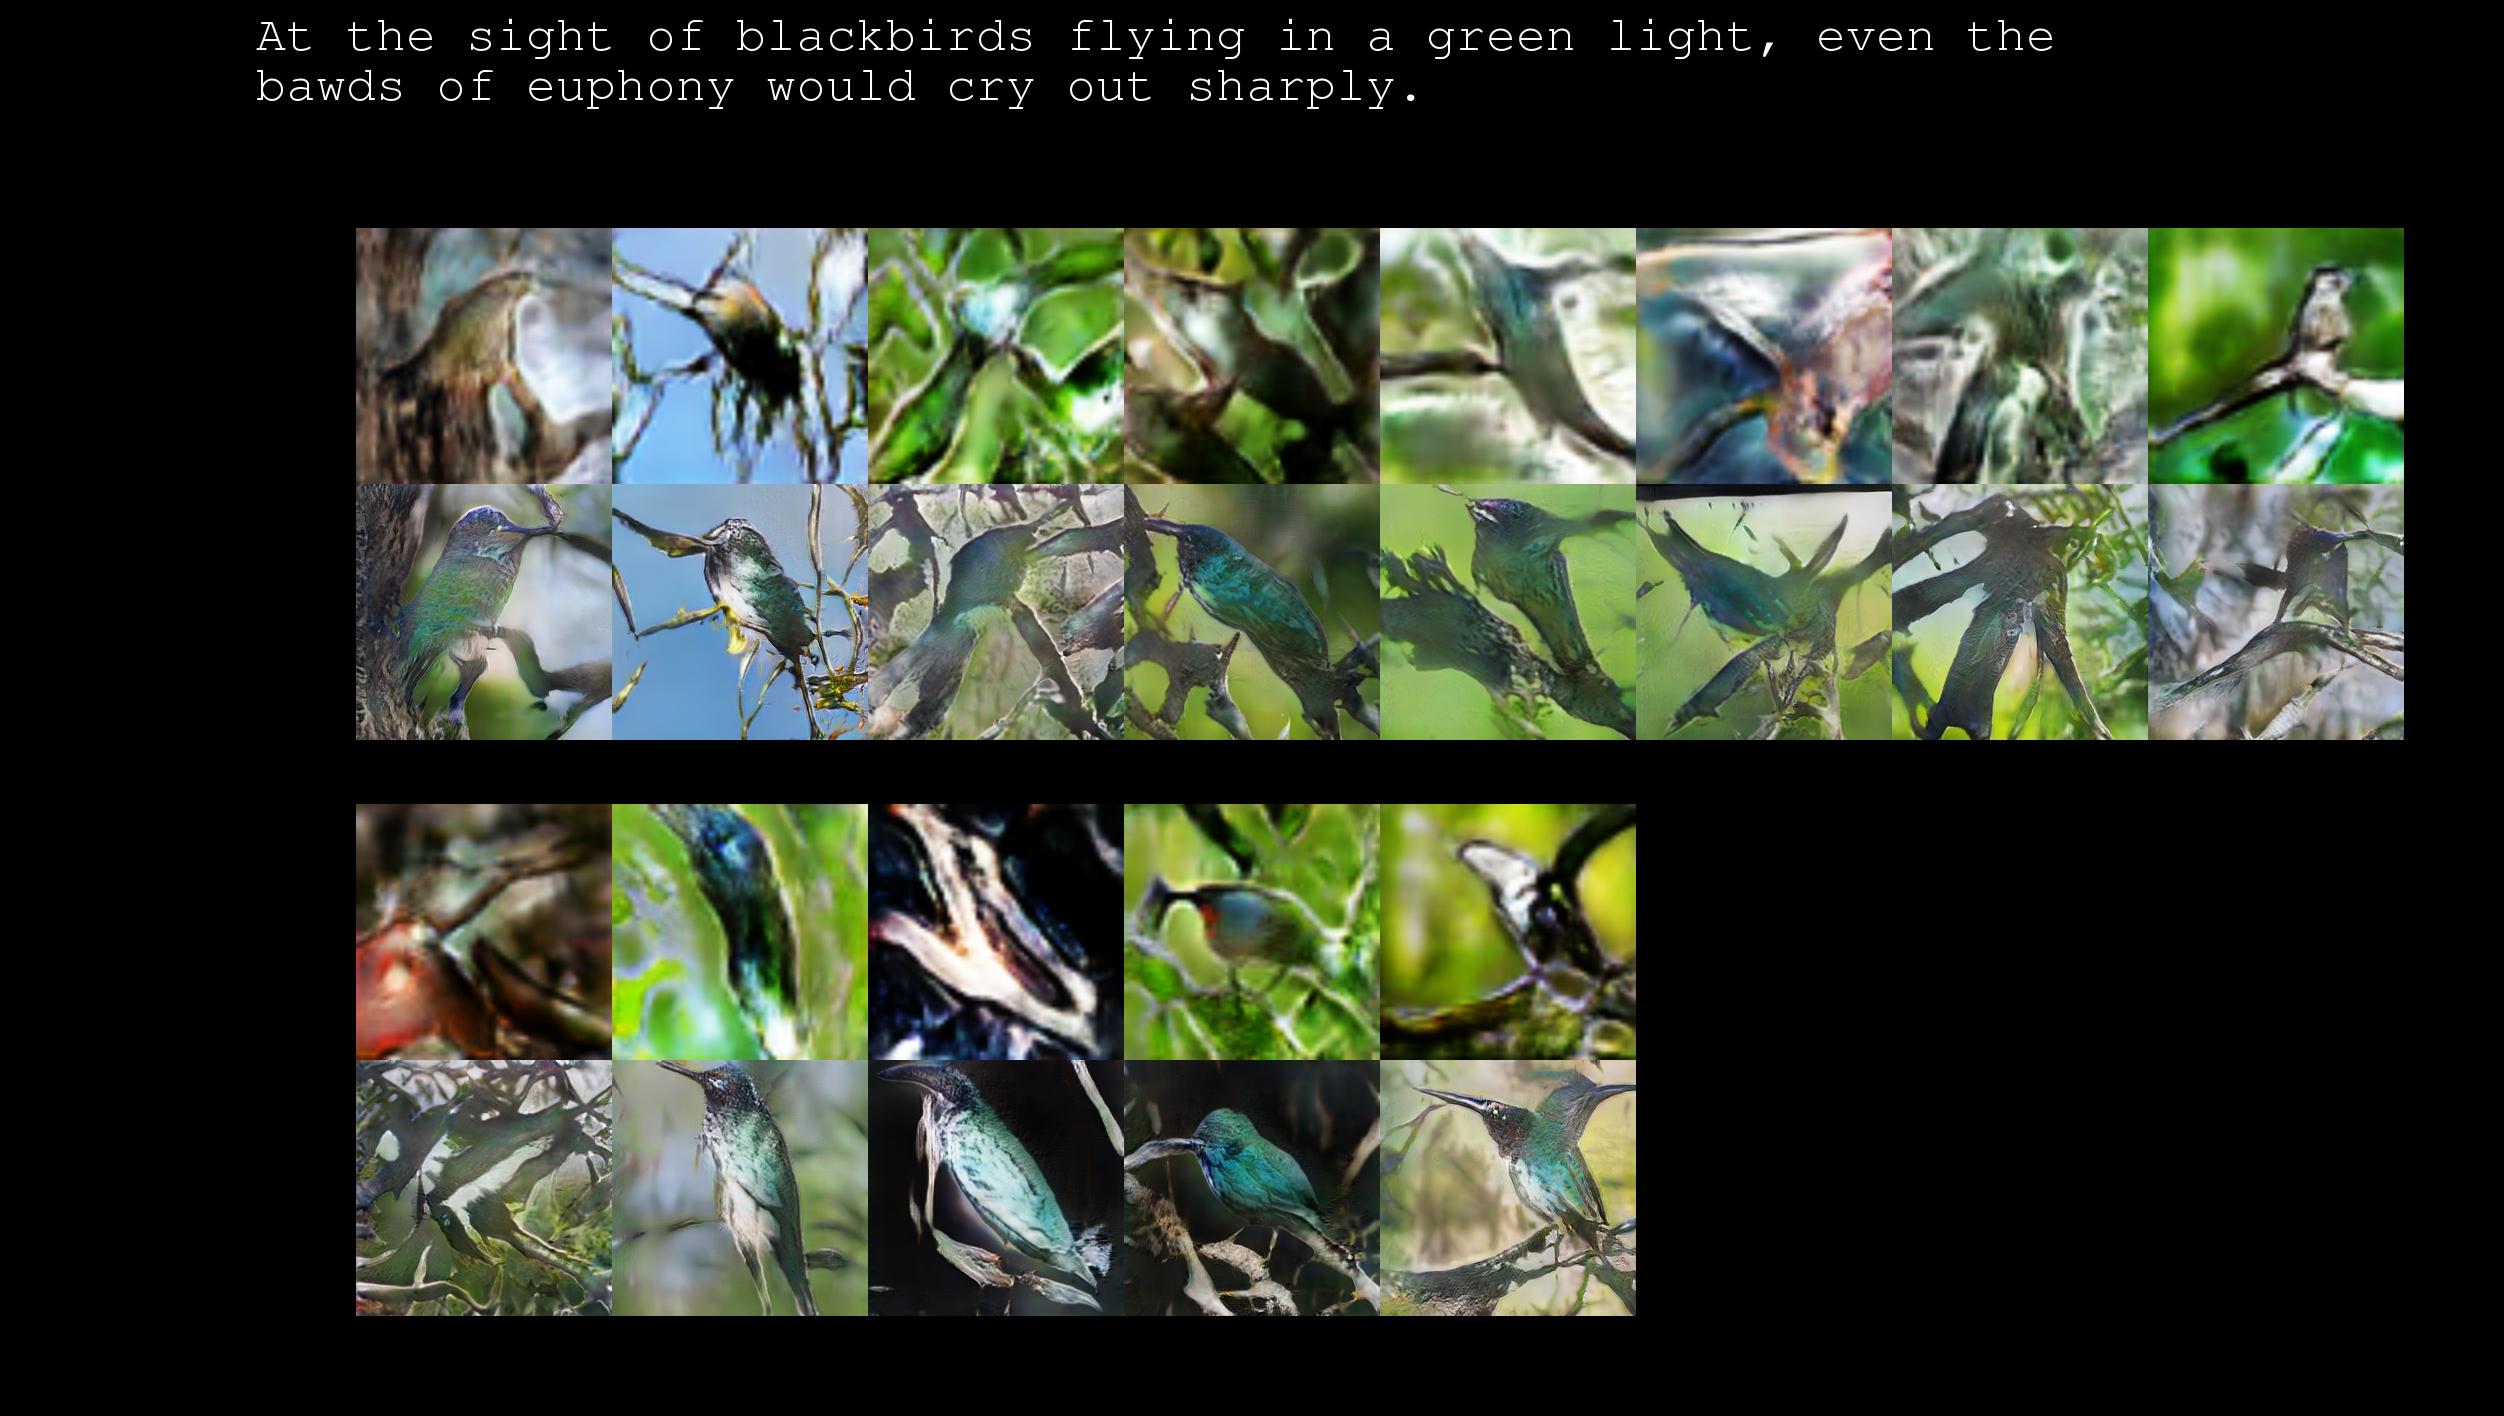 At the sight of blackbirds flying in a green light, even the
bawds of euphony would cry out sharply.